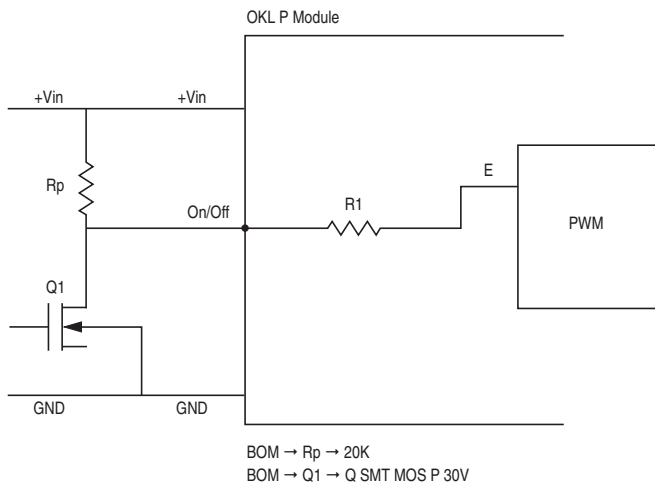 OKL P Module
+Vin
+Vin
Rp
E
On/Off
R1
PWM
Q1
GND
GND
BOM → Rp → 20K
BOM → Q1 → Q SMT MOS P 30V